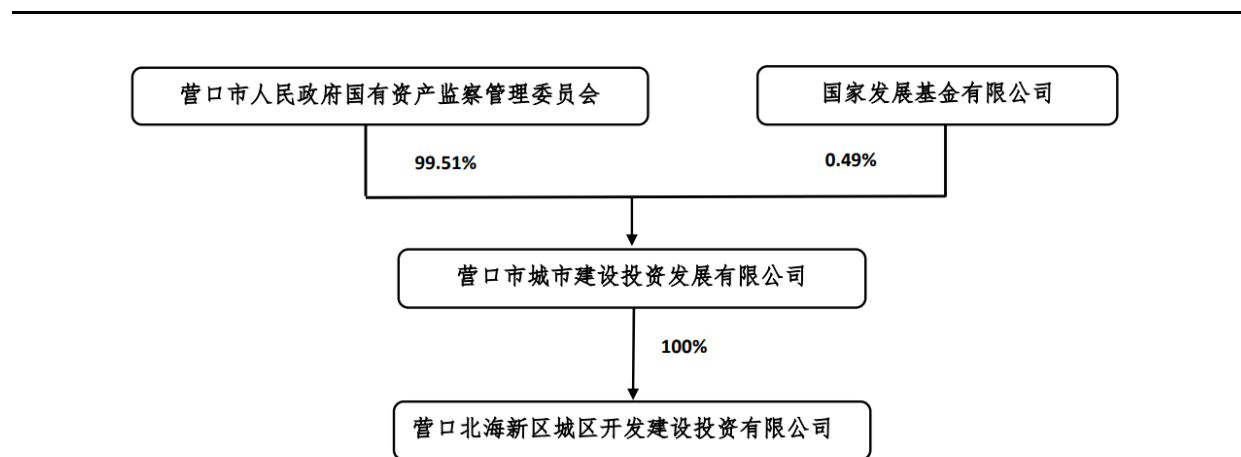 营口市人民政府国有资产监察管理委员会
国家发展基金有限公司
99.51%
0.49%
营口市城市建设投资发展有限公司
100%
营口北海新区城区开发建设投资有限公司